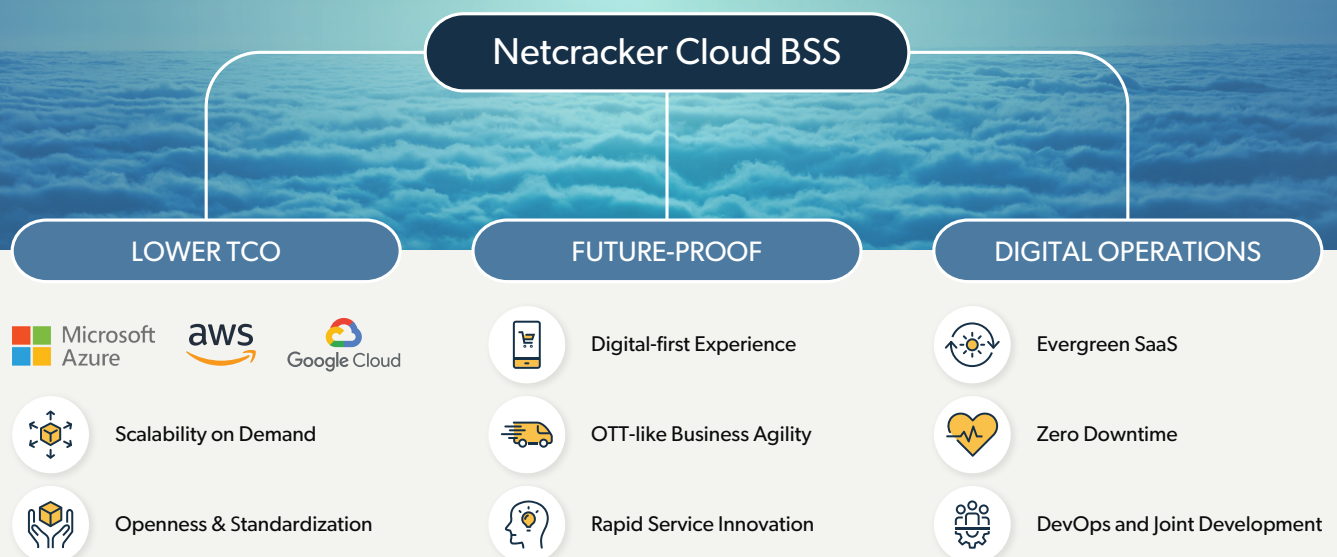 Netcracker Cloud BSS
LOWER TCO
Microsoft
Azure
aws
Google Cloud
Scalability on Demand
Openness & Standardization
FUTURE-PROOF
Digital-first Experience
OTT-like Business Agility
Rapid Service Innovation
DIGITAL OPERATIONS
Evergreen SaaS
Zero Downtime
DevOps and Joint Development